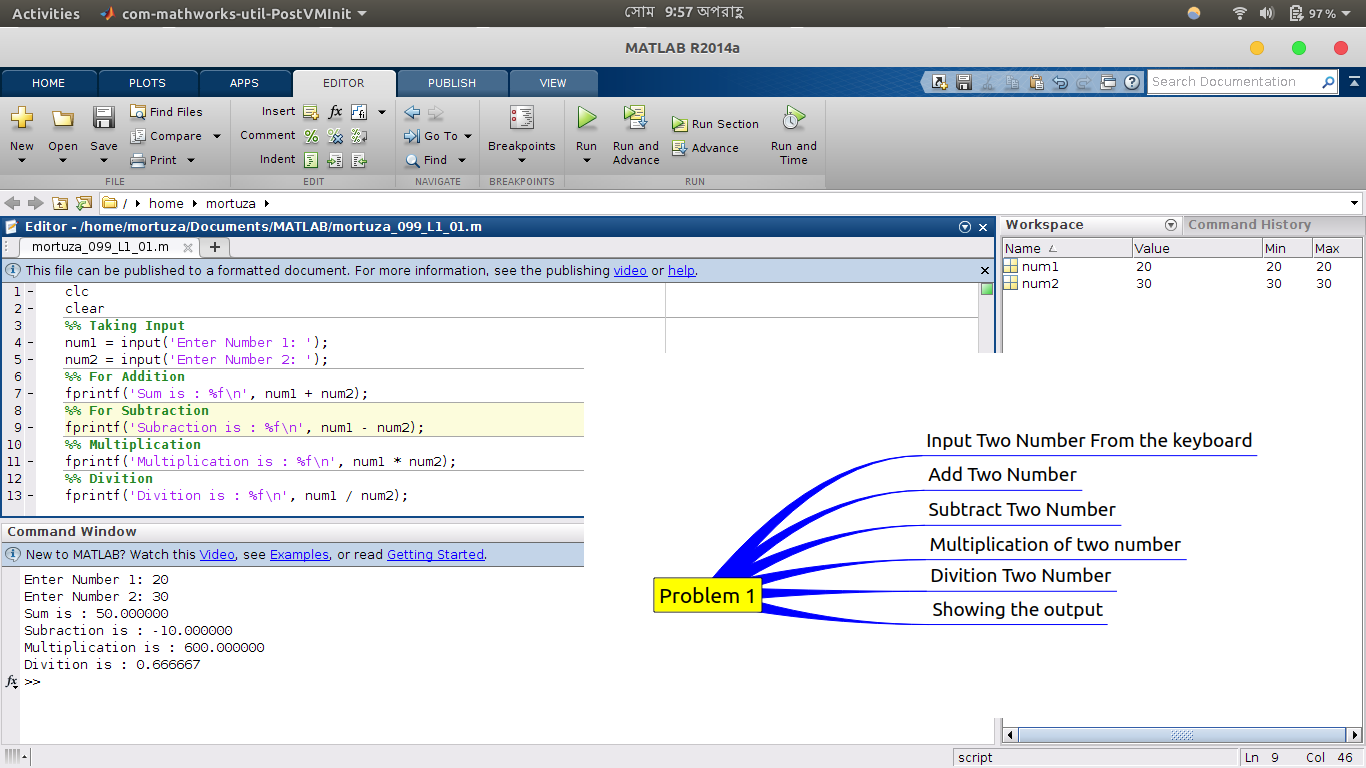 Activities com-mathworks-util-PostVMInit সোম 9:57 অপরাহ্ণ 97%
MATLAB R2014a
HOME PLOTS APPS EDITOR PUBLISH VIEW Search Documentation
New Open Save Find Files Compare Print
Insert Comment Indent
Go To Find
Breakpoints
Run Run and Advance Run Section Advance Run and Time
FILE EDIT NAVIGATE BREAKPOINTS RUN
/ home mortuza
Editor - /home/mortuza/Documents/MATLAB/mortuza_099_L1_01.m
mortuza_099_L1_01.m
This file can be published to a formatted document. For more information, see the publishing video or help.
1 clc
2 clear
3 %% Taking Input
4 num1 = input('Enter Number 1: ');
5 num2 = input('Enter Number 2: ');
6 %% For Addition
7 fprintf('Sum is : %f\n', num1 + num2);
8 %% For Subtraction
9 fprintf('Subraction is : %f\n', num1 - num2);
10 %% Multiplication
11 fprintf('Multiplication is : %f\n', num1 * num2);
12 %% Division
13 fprintf('Divition is : %f\n', num1 / num2);
Workspace Command History
Name Value Min Max
num1 20 20 20
num2 30 30 30
Command Window
New to MATLAB? Watch this Video, see Examples, or read Getting Started.
Enter Number 1: 20
Enter Number 2: 30
Sum is : 50.000000
Subraction is : -10.000000
Multiplication is : 600.000000
Divition is : 0.666667
fx >>
Problem 1
Input Two Number From the keyboard
Add Two Number
Subtract Two Number
Multiplication of two number
Divition Two Number
Showing the output
script Ln 9 Col 46